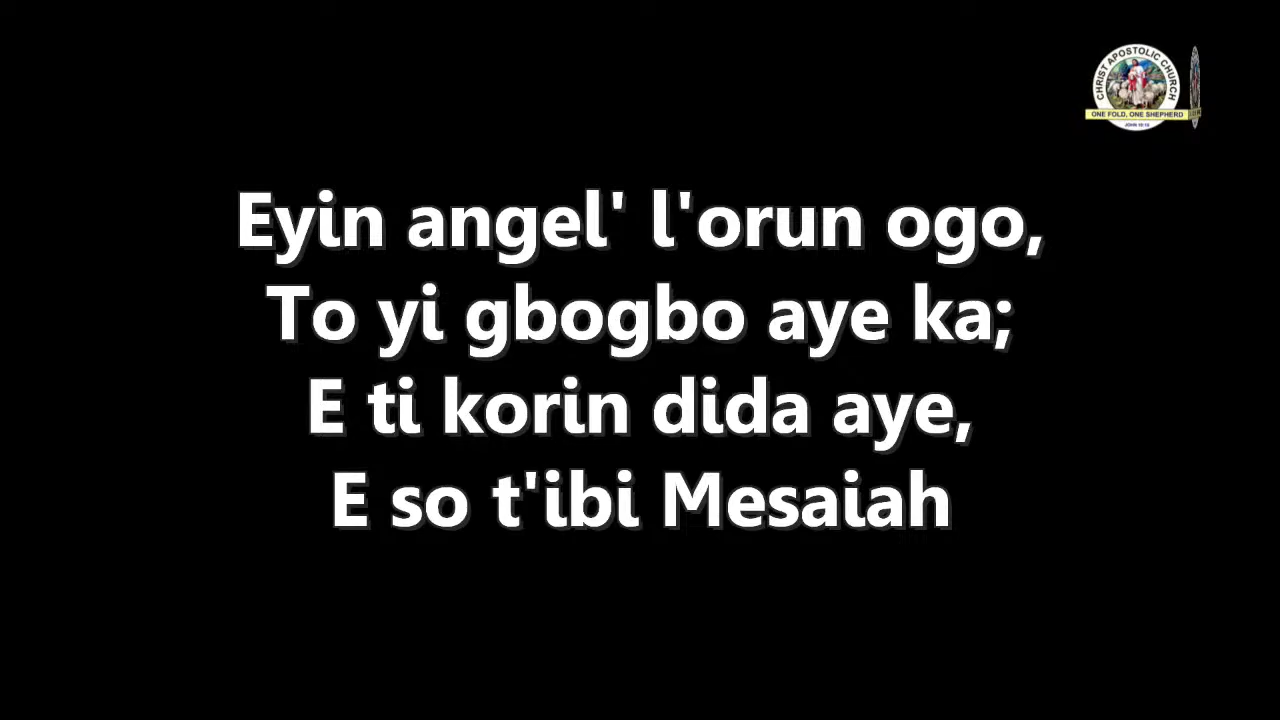 CHRIST APOSTOLIC CHURCH
ONE FOLD, ONE SHEPHERD
Eyin angel' l'orun ogo,
To yi gbogbo aye ka;
E ti korin dida aye,
E so t'ibi Mesaiah